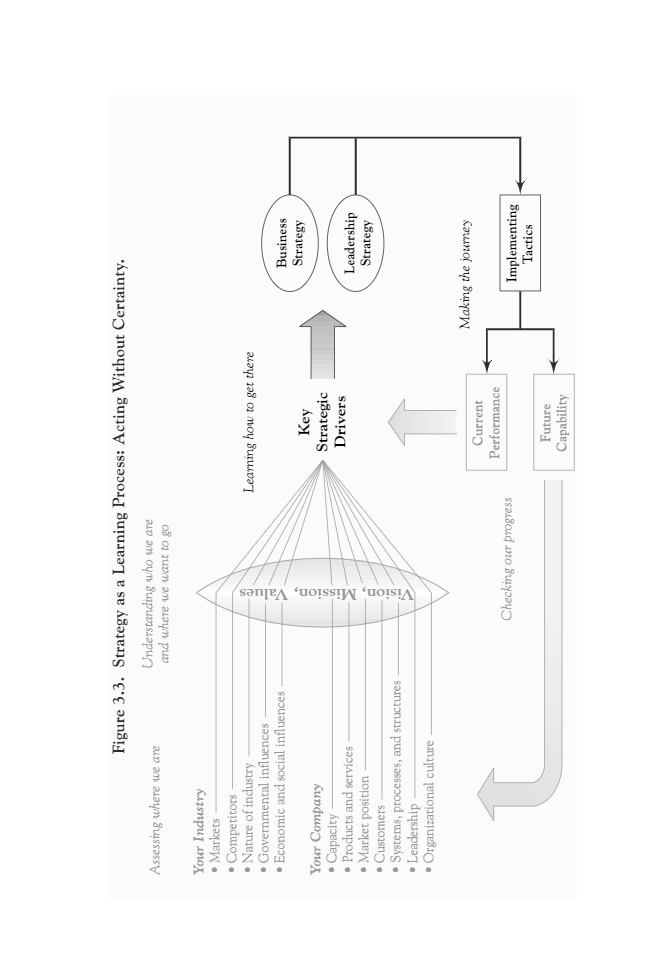 Figure 3.3. Strategy as a Learning Process: Acting Without Certainty.
Assessing where we are
Understanding who we are
and where we want to go
Learning how to get there
Your Industry
• Markets
• Competitors
• Nature of industry
• Governmental influences
• Economic and social influences
Your Company
• Capacity
• Products and services
• Market position
• Customers
• Systems, processes, and structures
• Leadership
• Organizational culture
Vision, Mission, Values
Key
Strategic
Drivers
Business
Strategy
Leadership
Strategy
Making the journey
Implementing
Tactics
Current
Performance
Future
Capability
Checking our progress